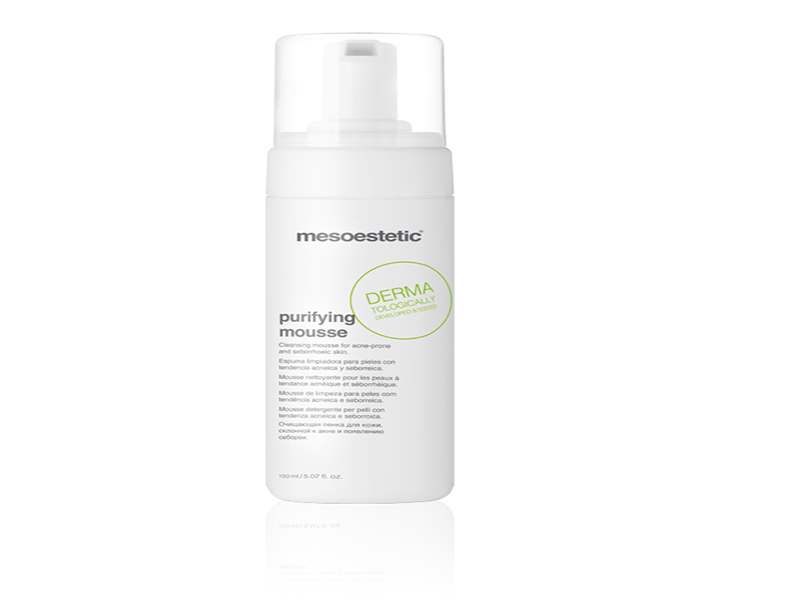 mesoestetic®
DERMA
TOLOGICALLY
DEVELOPED & TESTED
purifying
mousse
Cleansing mousse for acne-prone
and seborrhoeic skin.
Espuma limpiadora para pieles con
tendencia acneica y seborreica.
Mousse nettoyante pour les peaux à
tendance acnéique et séborrhéique.
Mousse de limpeza para peles com
tendência acneica e seborreica.
Mousse detergente per pelli con
tendenza acneica e seborroica.
Очищающая пенка для кожи,
склонной к акне и появлению
себореи.
150 ml / 5.07 fl. oz.